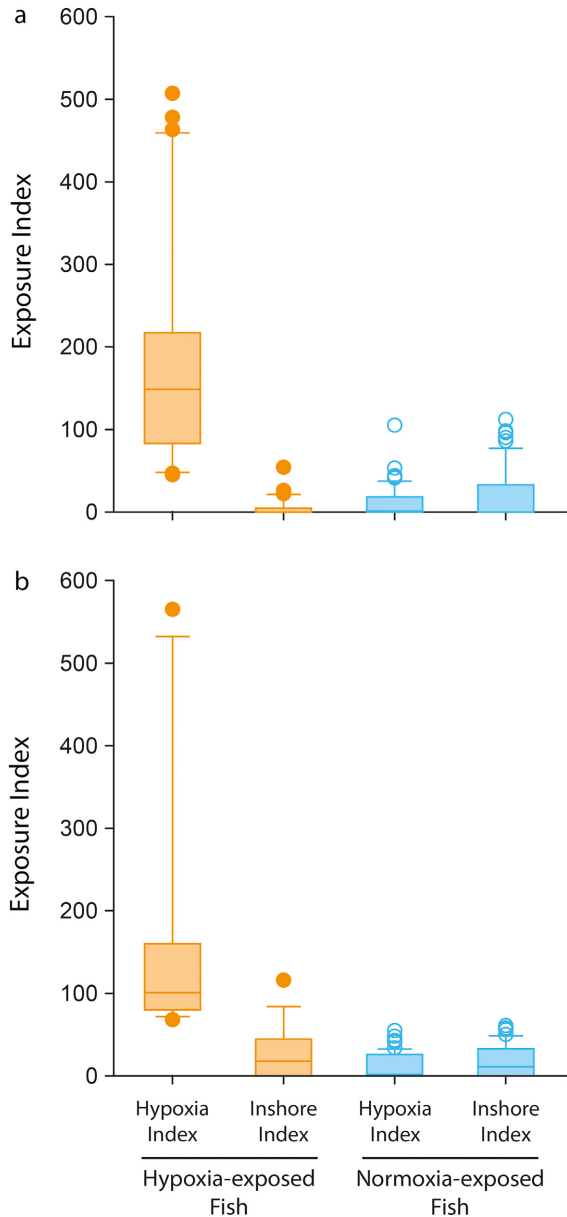 a
600
500
400
300
200
100
0
Exposure Index
b
600
500
400
300
200
100
0
Exposure Index
Hypoxia Index
Inshore Index
Hypoxia Index
Inshore Index
Hypoxia-exposed Fish
Normoxia-exposed Fish